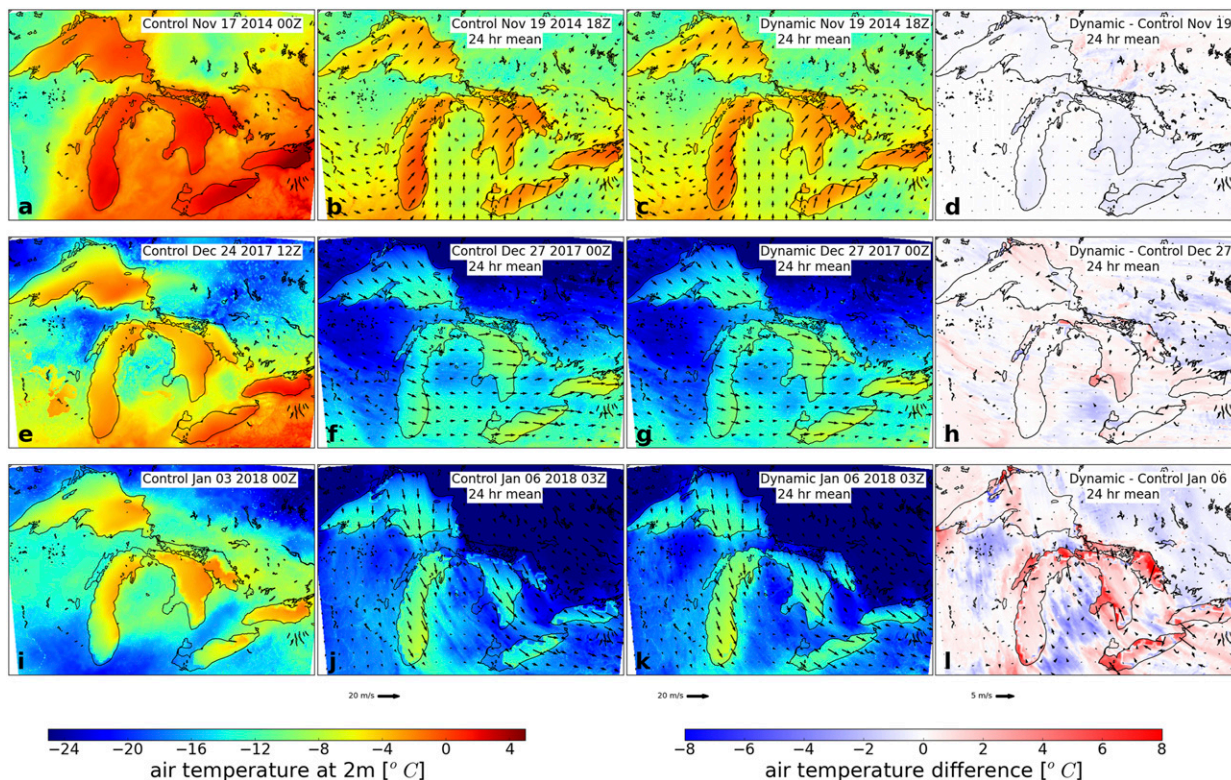 Control Nov 17 2014 00Z
Control Nov 19 2014 18Z
24 hr mean
Dynamic Nov 19 2014 18Z
24 hr mean
Dynamic - Control Nov 19
24 hr mean
a
b
c
d
Control Dec 24 2017 12Z
Control Dec 27 2017 00Z
24 hr mean
Dynamic Dec 27 2017 00Z
24 hr mean
Dynamic - Control Dec 27
24 hr mean
e
f
g
h
Control Jan 03 2018 00Z
Control Jan 06 2018 03Z
24 hr mean
Dynamic Jan 06 2018 03Z
24 hr mean
Dynamic - Control Jan 06
24 hr mean
i
j
k
l
20 m/s
20 m/s
5 m/s
−24 −20 −16 −12 −8 −4 0 4
air temperature at 2m [° C]
−8 −6 −4 −2 0 2 4 6 8
air temperature difference [° C]